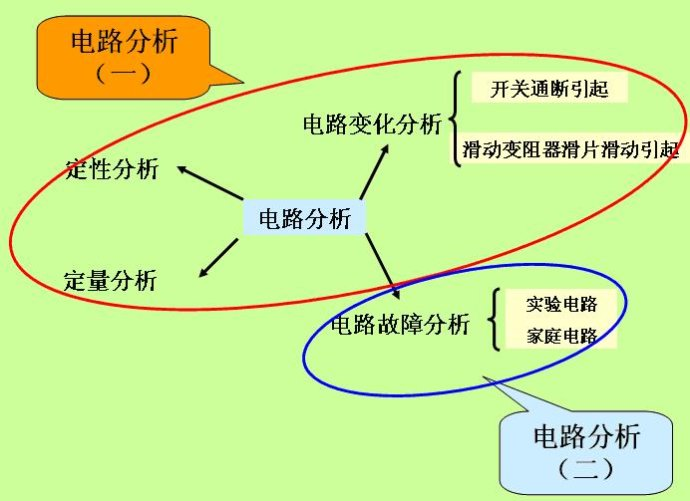 电路分析
（一）
开关通断引起
电路变化分析
滑动变阻器滑片滑动引起
定性分析
电路分析
定量分析
电路故障分析
实验电路
家庭电路
电路分析
（二）